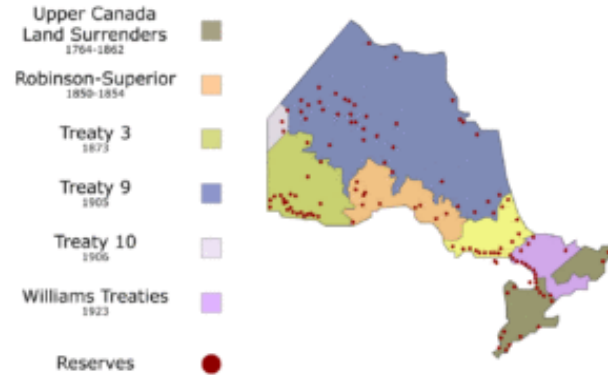 Upper Canada
Land Surrenders
1764-1862
Robinson-Superior
1850-1854
Treaty 3
1873
Treaty 9
1905
Treaty 10
1906
Williams Treaties
1923
Reserves